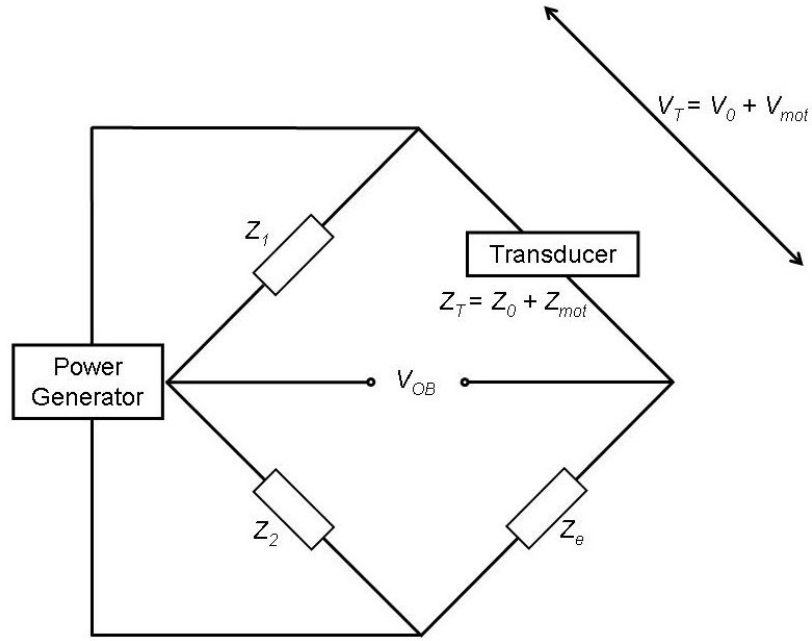 V_T = V_0 + V_mot
Z_1
Transducer
Z_T = Z_0 + Z_mot
Power
Generator
V_OB
Z_2
Z_e